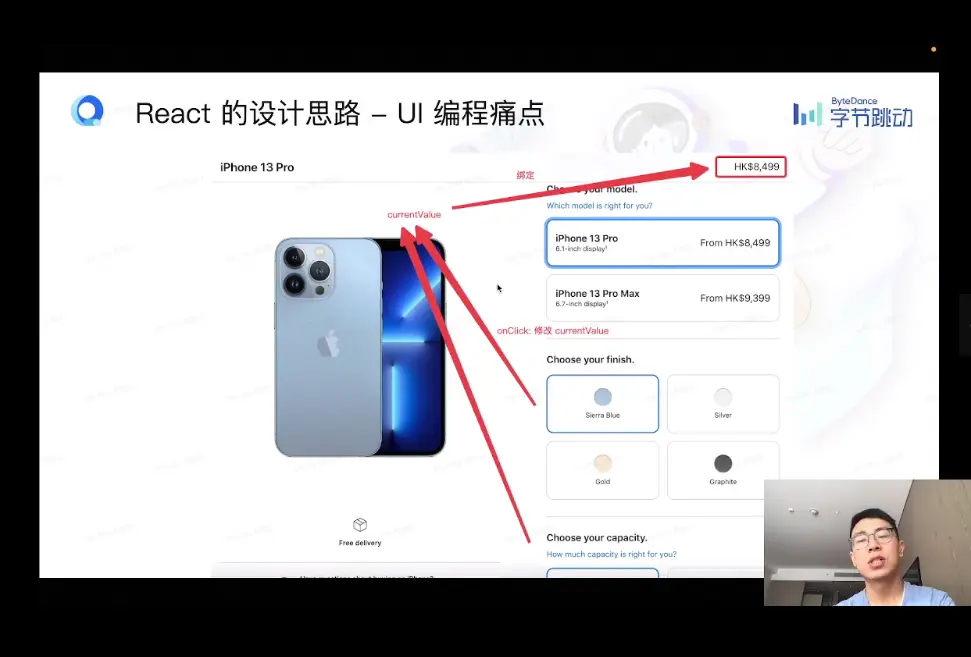 React 的设计思路 – UI 编程痛点
ByteDance
字节跳动
iPhone 13 Pro
HK$8,499
绑定
currentValue
Choose your model.
Which model is right for you?
iPhone 13 Pro
6.1-inch display¹
From HK$8,499
iPhone 13 Pro Max
6.7-inch display¹
From HK$9,399
onClick: 修改 currentValue
Choose your finish.
Sierra Blue
Silver
Gold
Graphite
Free delivery
Choose your capacity.
How much capacity is right for you?